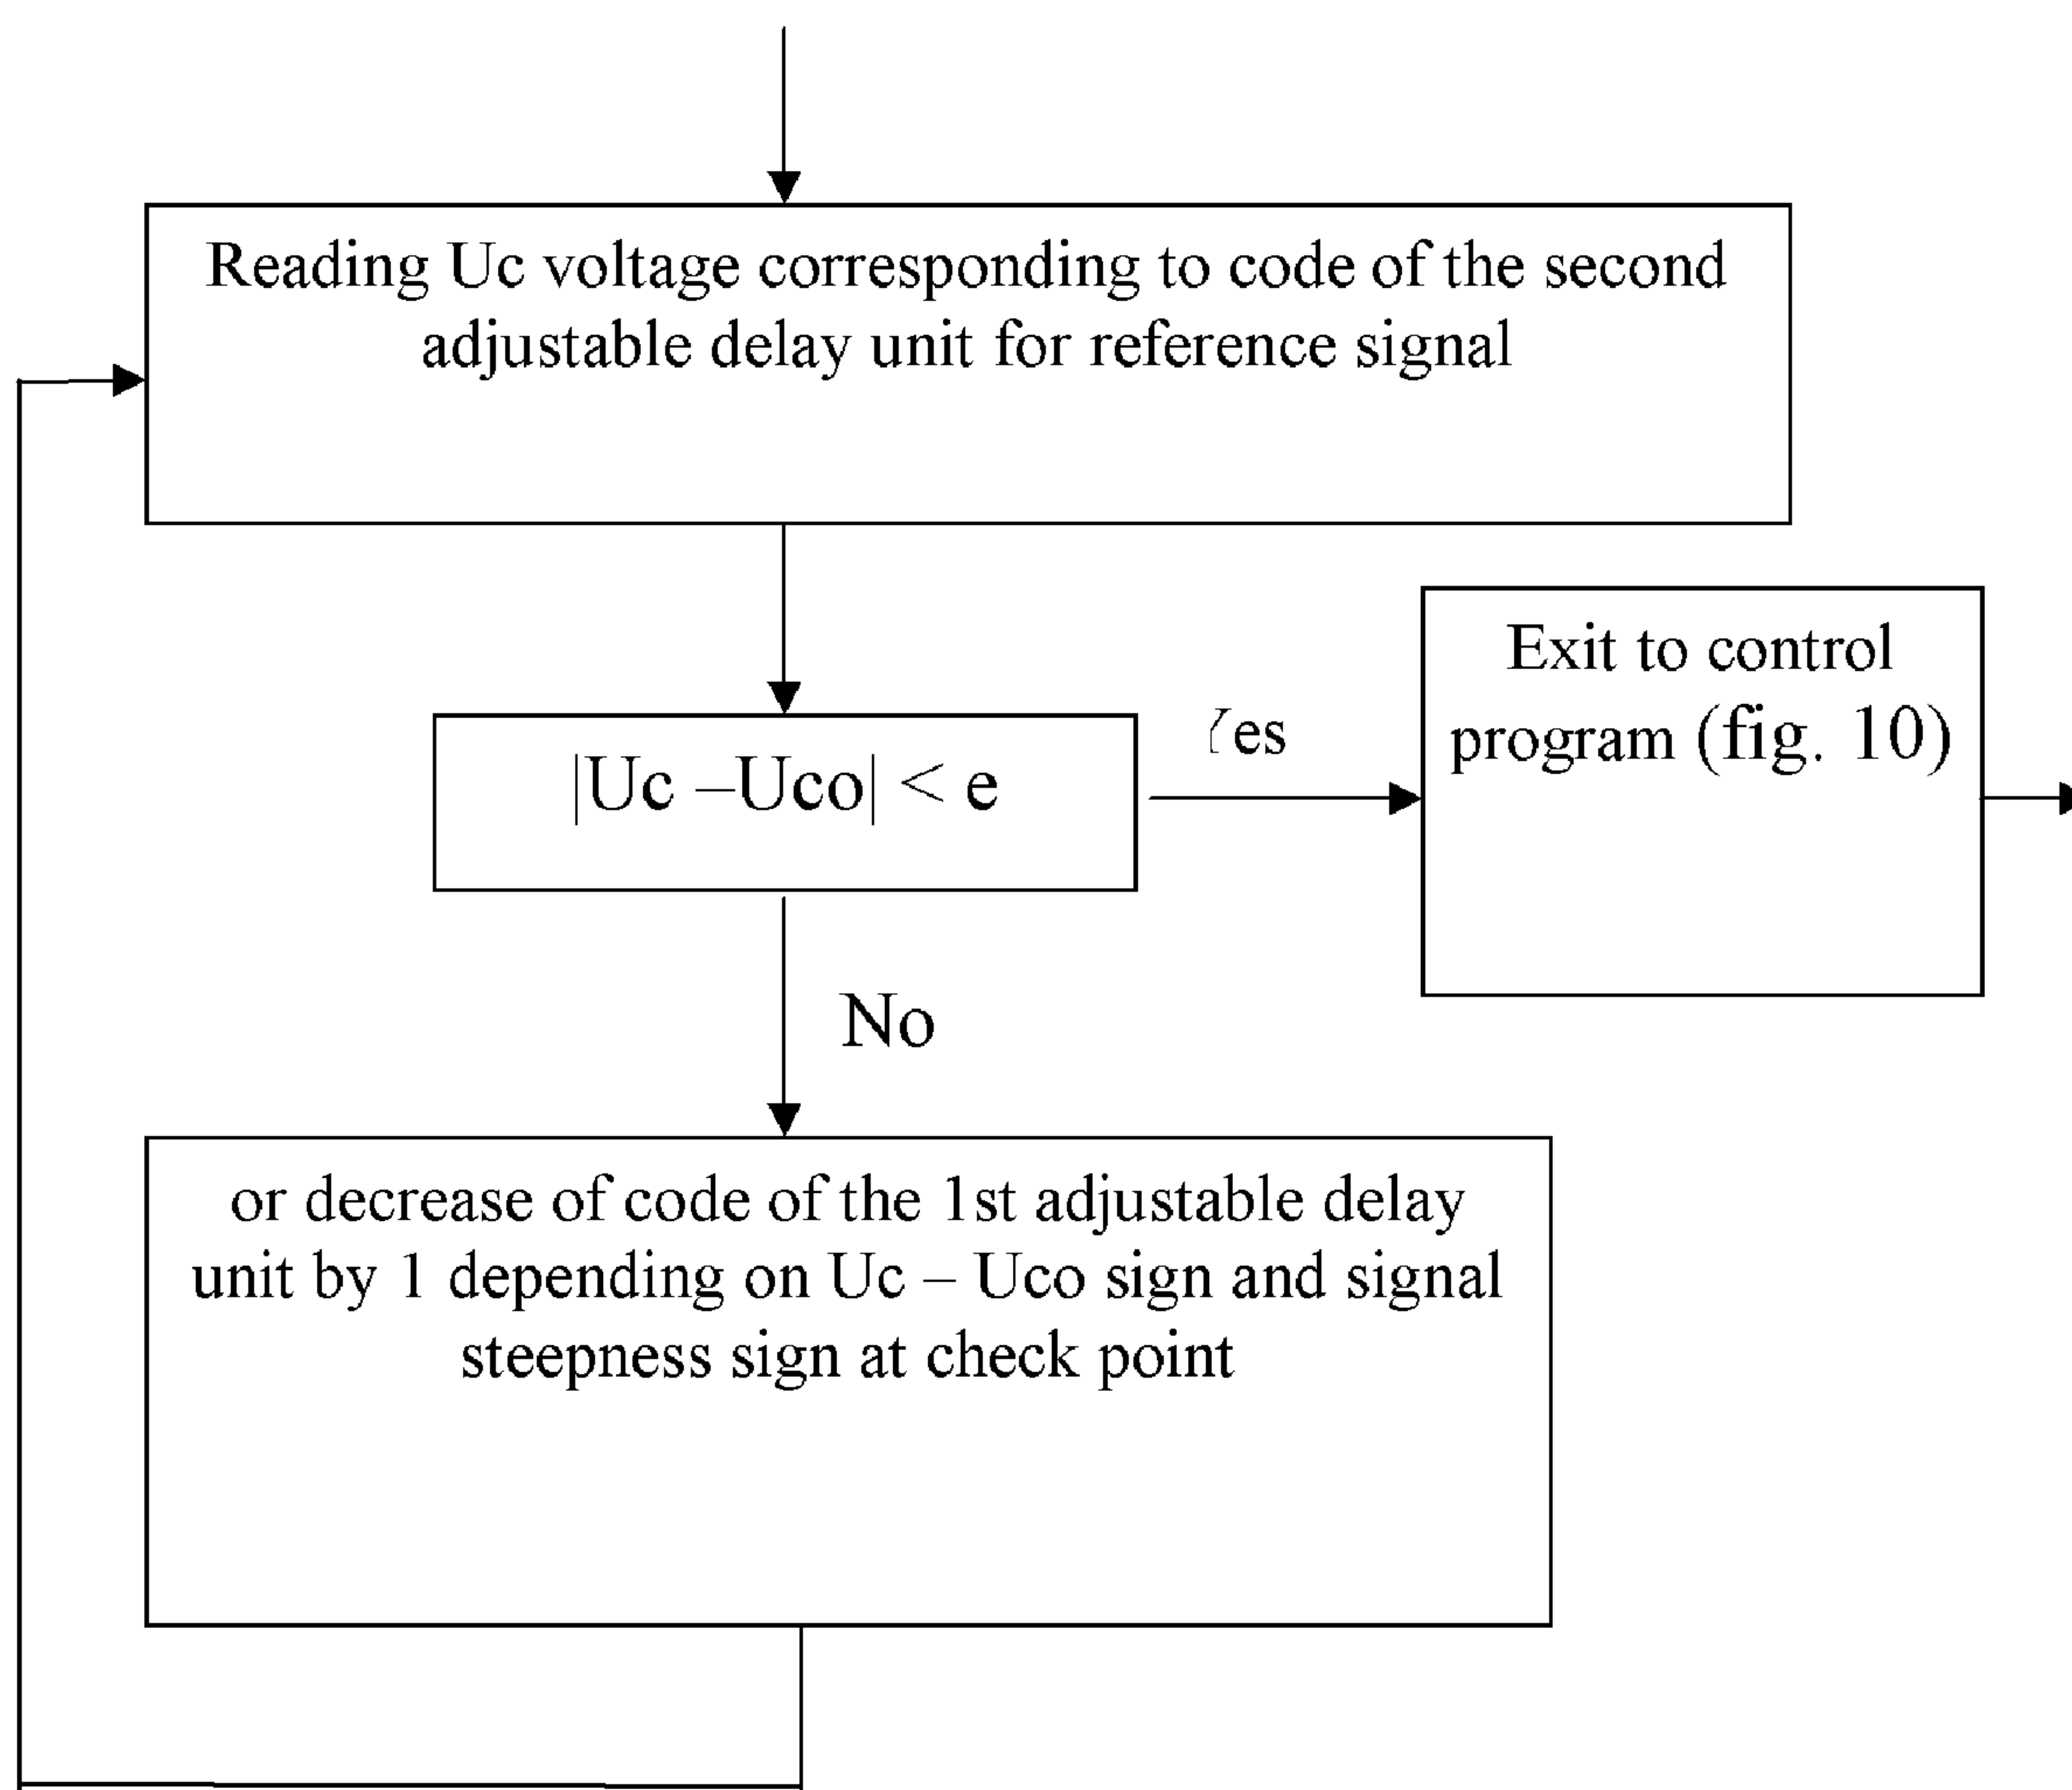 Reading Uc voltage corresponding to code of the second
adjustable delay unit for reference signal
Exit to control
program (fig. 10)
Yes
|Uc –Uco| < e
No
or decrease of code of the 1st adjustable delay
unit by 1 depending on Uc – Uco sign and signal
steepness sign at check point